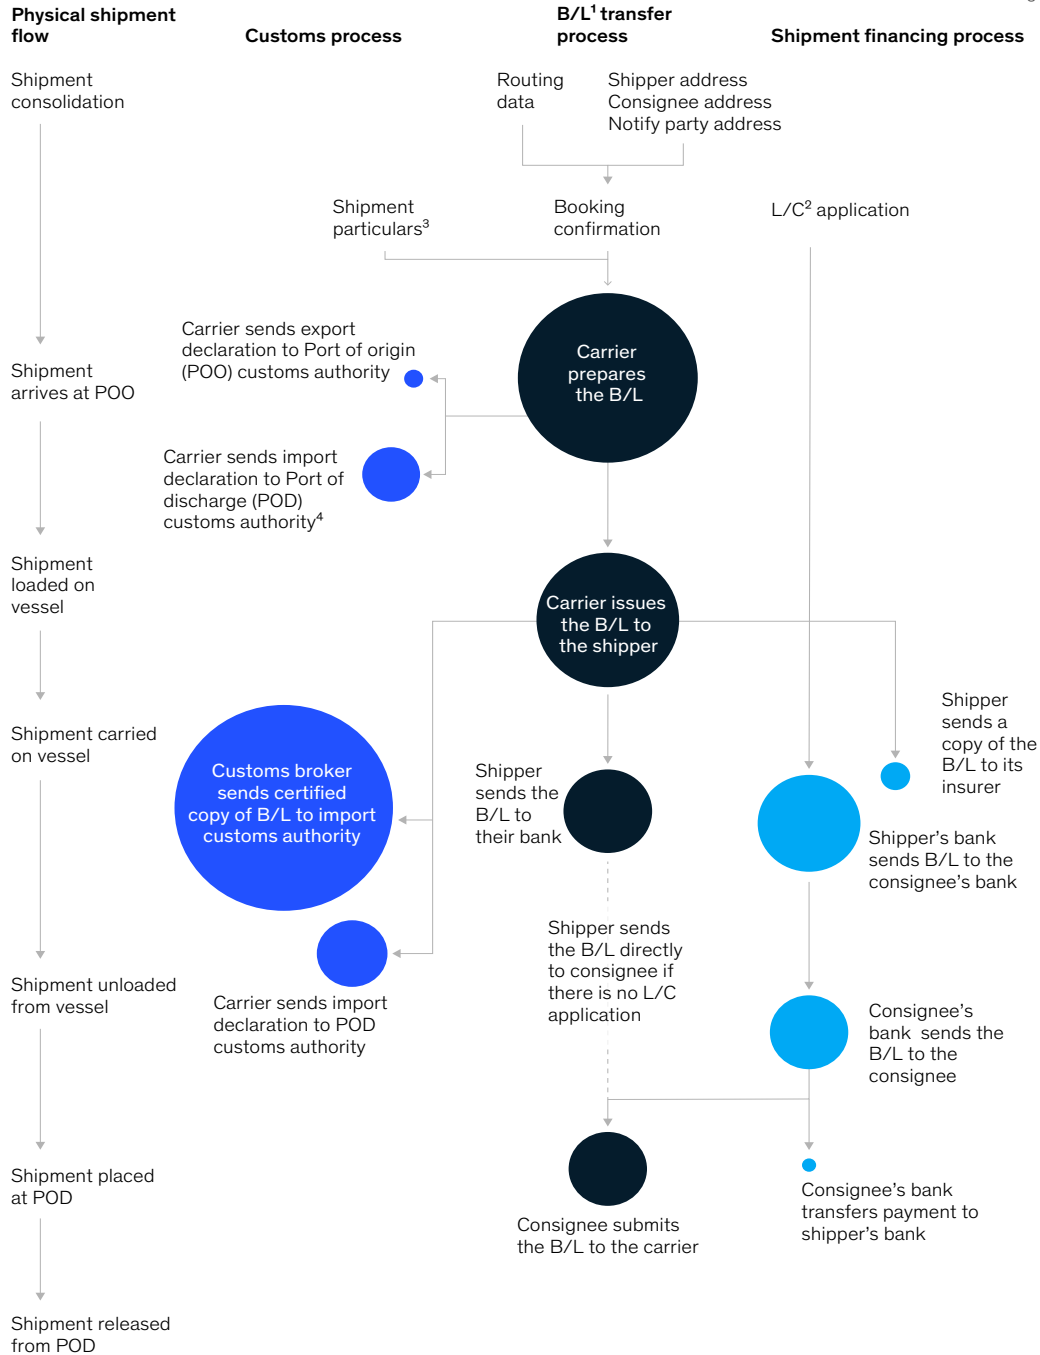 Physical shipment
flow
Customs process
B/L¹ transfer
process
Shipment financing process
Shipment
consolidation
Routing
data
Shipper address
Consignee address
Notify party address
Shipment
particulars³
Booking
confirmation
L/C² application
Carrier sends export
declaration to Port of origin
(POO) customs authority
Carrier
prepares
the B/L
Shipment
arrives at POO
Carrier sends import
declaration to Port of
discharge (POD)
customs authority⁴
Shipment
loaded on
vessel
Carrier issues
the B/L to
the shipper
Shipment carried
on vessel
Customs broker
sends certified
copy of B/L to import
customs authority
Shipper
sends the
B/L to
their bank
Shipper
sends a
copy of the
B/L to its
insurer
Shipper's bank
sends B/L to the
consignee's bank
Shipper sends
the B/L directly
to consignee if
there is no L/C
application
Shipment unloaded
from vessel
Carrier sends import
declaration to POD
customs authority
Consignee's
bank sends the
B/L to the
consignee
Shipment placed
at POD
Consignee submits
the B/L to the carrier
Consignee's bank
transfers payment to
shipper's bank
Shipment released
from POD